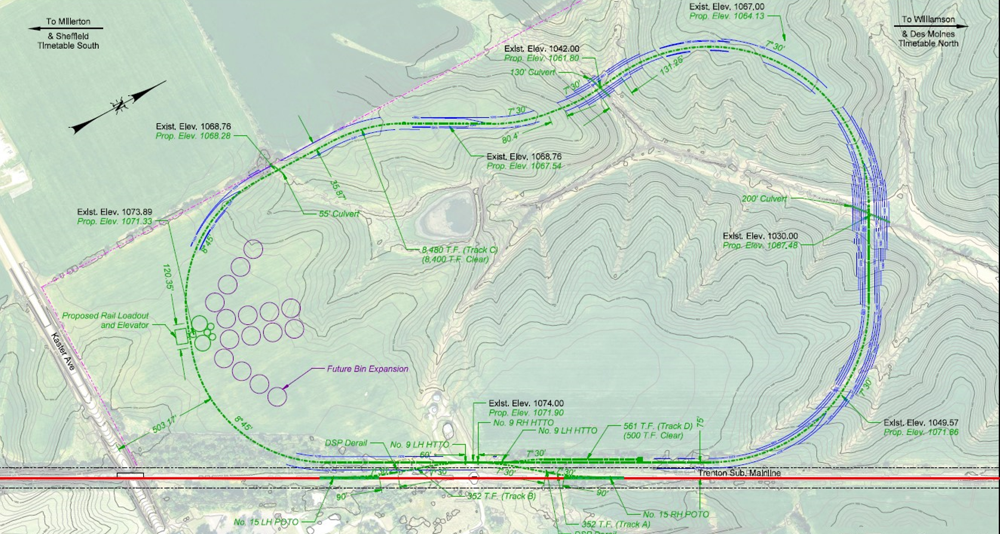 To Millerton
& Sheffield
Timetable South
To Williamson
& Des Moines
Timetable North
Exist. Elev. 1067.00
Prop. Elev. 1064.13
7°30'
Exist. Elev. 1042.00
Prop. Elev. 1061.80
130' Culvert
131.25'
7°30'
7°30'
80.4'
Exist. Elev. 1068.76
Prop. Elev. 1068.28
Exist. Elev. 1068.76
Prop. Elev. 1067.54
35.87'
55' Culvert
200' Culvert
Exist. Elev. 1073.89
Prop. Elev. 1071.33
8°45'
Exist. Elev. 1030.00
Prop. Elev. 1067.48
8,480 T.F. (Track C)
(8,400 T.F. Clear)
120.35'
Proposed Rail Loadout
and Elevator
Kaster Ave
Future Bin Expansion
7°30'
503.17'
8°45'
Exist. Elev. 1074.00
Prop. Elev. 1071.90
No. 9 RH HTTO
No. 9 LH HTTO
561 T.F. (Track D)
(500 T.F. Clear)
75'
Exist. Elev. 1049.57
Prop. Elev. 1071.86
DSP Derail
No. 9 LH HTTO
60'
7°30'
7°30'
7°30'
7°30'
7°30'
Trenton Sub. Mainline
90'
352 T.F. (Track B)
90'
No. 15 LH POTO
No. 15 RH POTO
352 T.F. (Track A)
DSP Derail